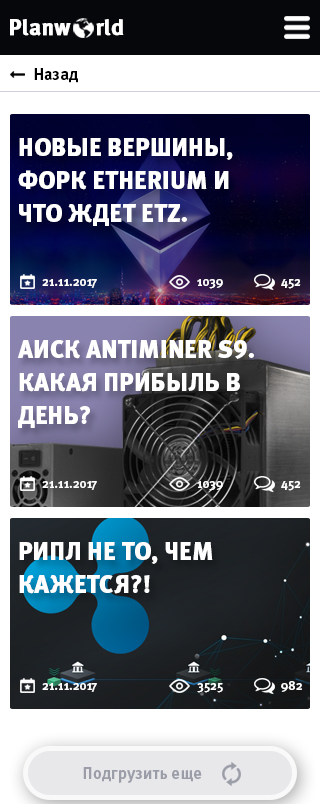 Planworld
Назад
НОВЫЕ ВЕРШИНЫ,
ФОРК ETHERIUM И
ЧТО ЖДЕТ ETZ.
21.11.2017 1039 452
АИСК ANTIMINER S9.
КАКАЯ ПРИБЫЛЬ В
ДЕНЬ?
21.11.2017 1039 452
РИПЛ НЕ ТО, ЧЕМ
КАЖЕТСЯ?!
21.11.2017 3525 982
Подгрузить еще